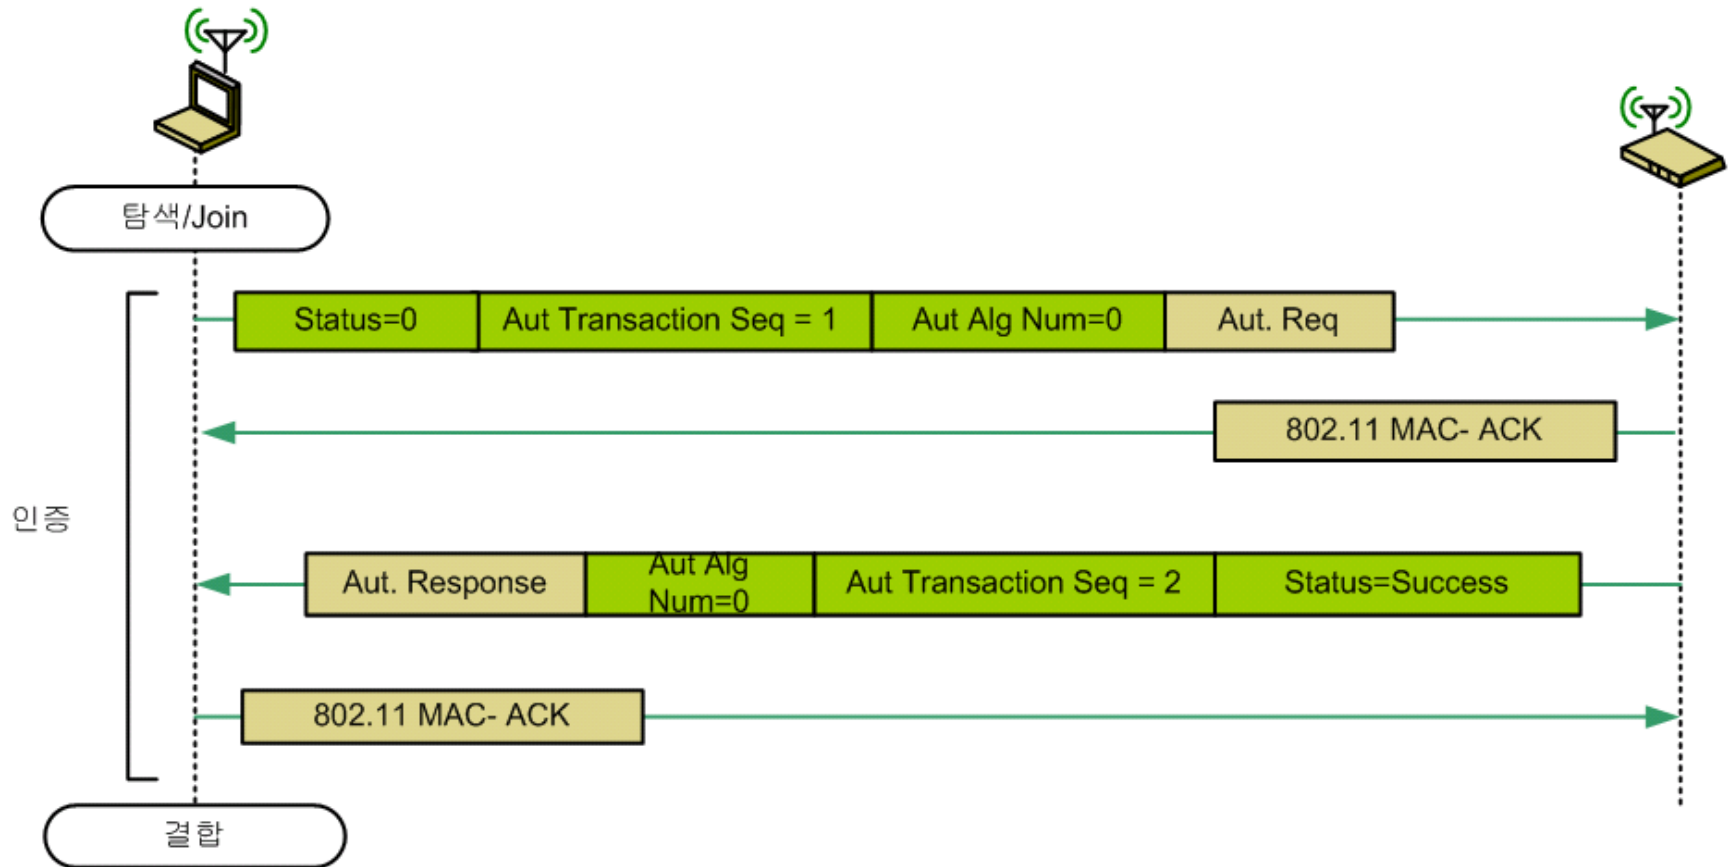 탐색/Join
Status=0
Aut Transaction Seq = 1
Aut Alg Num=0
Aut. Req
802.11 MAC- ACK
인증
Aut. Response
Aut Alg
Num=0
Aut Transaction Seq = 2
Status=Success
802.11 MAC- ACK
결합